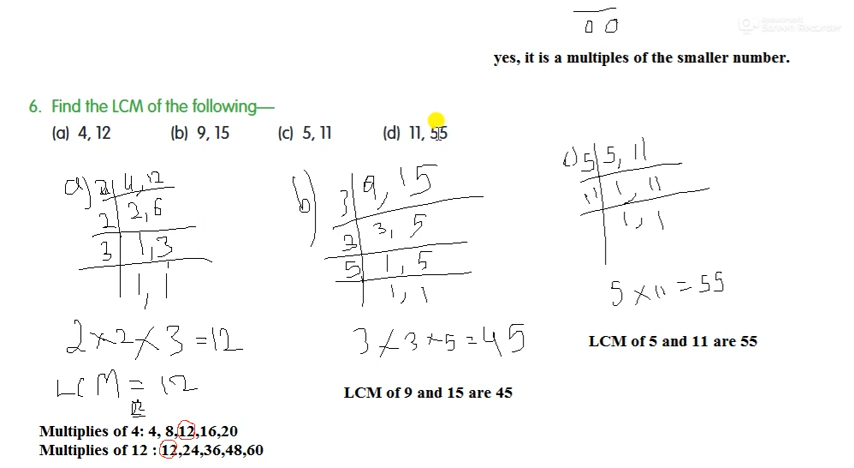 00
yes, it is a multiples of the smaller number.
6. Find the LCM of the following—
(a) 4, 12 (b) 9, 15 (c) 5, 11 (d) 11, 55
a) 2 4, 12
2 2, 6
3 1, 3
1, 1
2 × 2 × 3 = 12
LCM = 12
12
Multiples of 4: 4, 8,12,16,20
Multiples of 12 : 12,24,36,48,60
b) 3 9, 15
3 3, 5
5 1, 5
1, 1
3 × 3 × 5 = 45
LCM of 9 and 15 are 45
c) 5 5, 11
11 1, 11
1, 1
5 × 11 = 55
LCM of 5 and 11 are 55